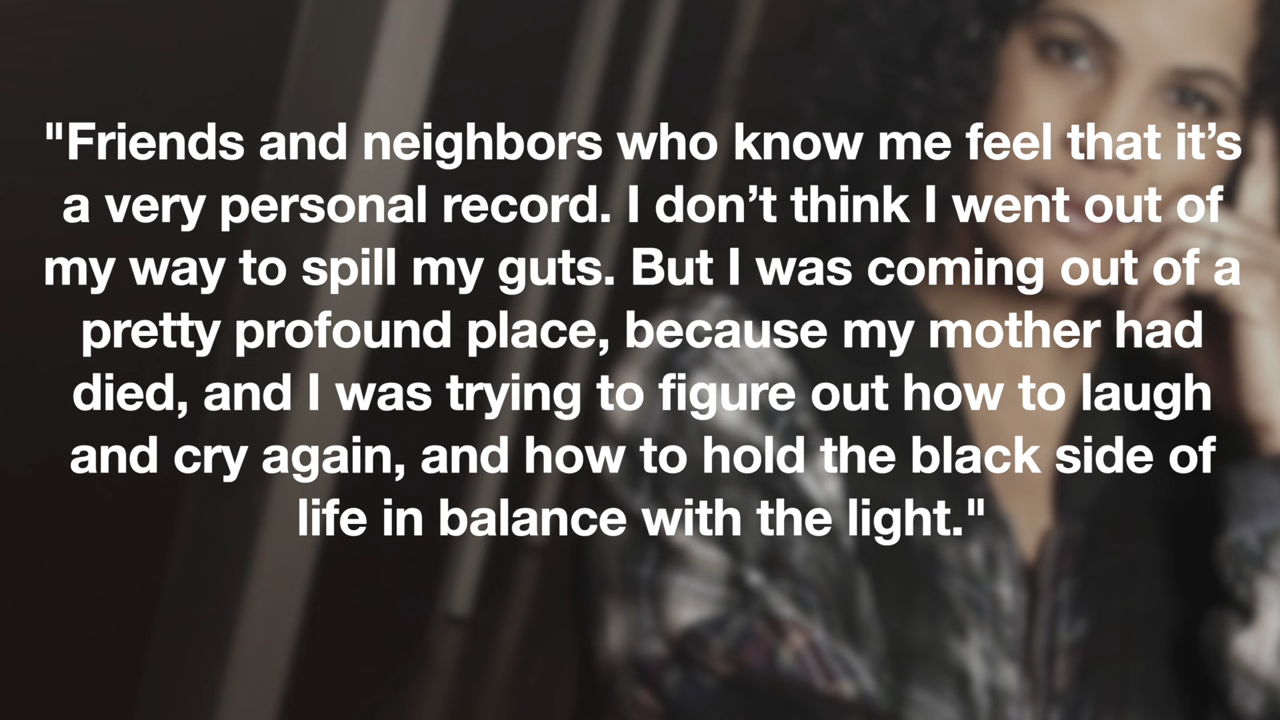 "Friends and neighbors who know me feel that it’s
a very personal record. I don’t think I went out of
my way to spill my guts. But I was coming out of a
pretty profound place, because my mother had
died, and I was trying to figure out how to laugh
and cry again, and how to hold the black side of
life in balance with the light."